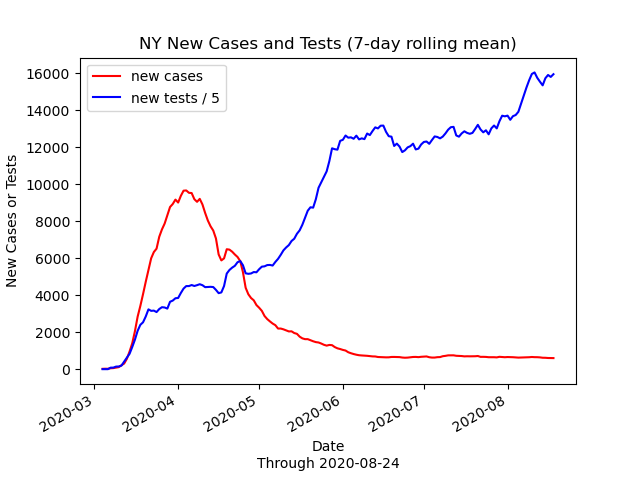 NY New Cases and Tests (7-day rolling mean)
new cases
new tests / 5
New Cases or Tests
16000
14000
12000
10000
8000
6000
4000
2000
0
2020-03
2020-04
2020-05
2020-06
2020-07
2020-08
Date
Through 2020-08-24